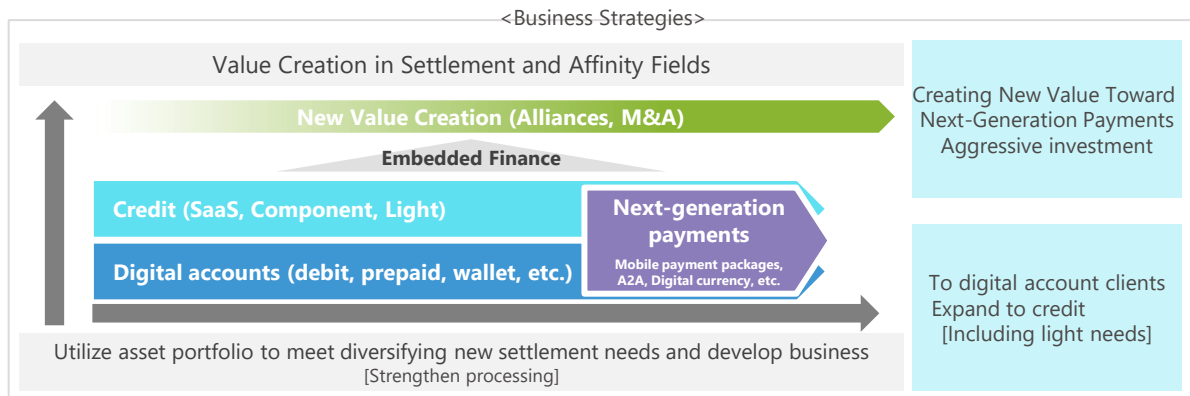 <Business Strategies>
Value Creation in Settlement and Affinity Fields
New Value Creation (Alliances, M&A)
Embedded Finance
Credit (SaaS, Component, Light)
Digital accounts (debit, prepaid, wallet, etc.)
Next-generation
payments
Mobile payment packages,
A2A, Digital currency, etc.
Utilize asset portfolio to meet diversifying new settlement needs and develop business
[Strengthen processing]
Creating New Value Toward
Next-Generation Payments
Aggressive investment
To digital account clients
Expand to credit
[Including light needs]